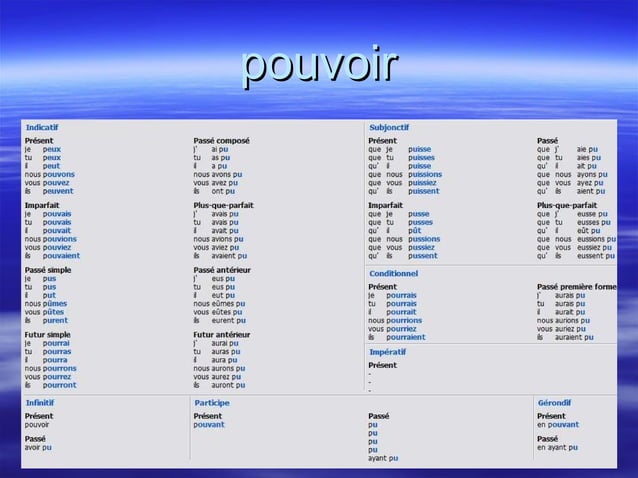 pouvoir
Indicatif
Présent
je peux
tu peux
il peut
nous pouvons
vous pouvez
ils peuvent
Passé composé
j' ai pu
tu as pu
il a pu
nous avons pu
vous avez pu
ils ont pu
Imparfait
je pouvais
tu pouvais
il pouvait
nous pouvions
vous pouviez
ils pouvaient
Plus-que-parfait
j' avais pu
tu avais pu
il avait pu
nous avions pu
vous aviez pu
ils avaient pu
Passé simple
je pus
tu pus
il put
nous pûmes
vous pûtes
ils purent
Passé antérieur
j' eus pu
tu eus pu
il eut pu
nous eûmes pu
vous eûtes pu
ils eurent pu
Futur simple
je pourrai
tu pourras
il pourra
nous pourrons
vous pourrez
ils pourront
Futur antérieur
j' aurai pu
tu auras pu
il aura pu
nous aurons pu
vous aurez pu
ils auront pu
Subjonctif
Présent
que je puisse
que tu puisses
qu' il puisse
que nous puissions
que vous puissiez
qu' ils puissent
Passé
que j' aie pu
que tu aies pu
qu' il ait pu
que nous ayons pu
que vous ayez pu
qu' ils aient pu
Imparfait
que je pusse
que tu pusses
qu' il pût
que nous pussions
que vous pussiez
qu' ils pussent
Plus-que-parfait
que j' eusse pu
que tu eusses pu
qu' il eût pu
que nous eussions pu
que vous eussiez pu
qu' ils eussent pu
Conditionnel
Présent
je pourrais
tu pourrais
il pourrait
nous pourrions
vous pourriez
ils pourraient
Passé première forme
j' aurais pu
tu aurais pu
il aurait pu
nous aurions pu
vous auriez pu
ils auraient pu
Impératif
Présent
-
-
-
Infinitif
Présent
pouvoir
Passé
avoir pu
Participe
Présent
pouvant
Passé
pu
pu
pu
pu
ayant pu
Gérondif
Présent
en pouvant
Passé
en ayant pu